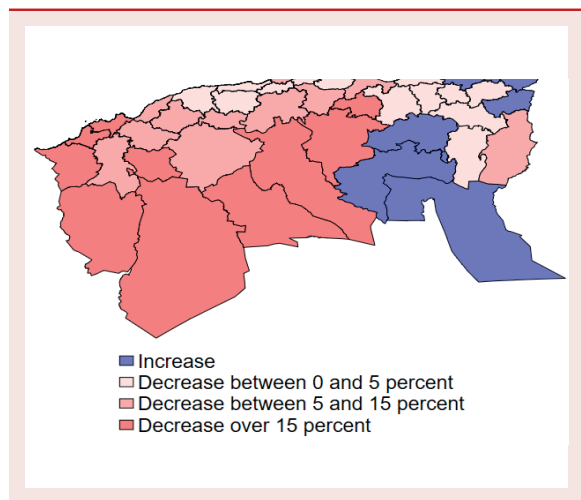 Increase
Decrease between 0 and 5 percent
Decrease between 5 and 15 percent
Decrease over 15 percent